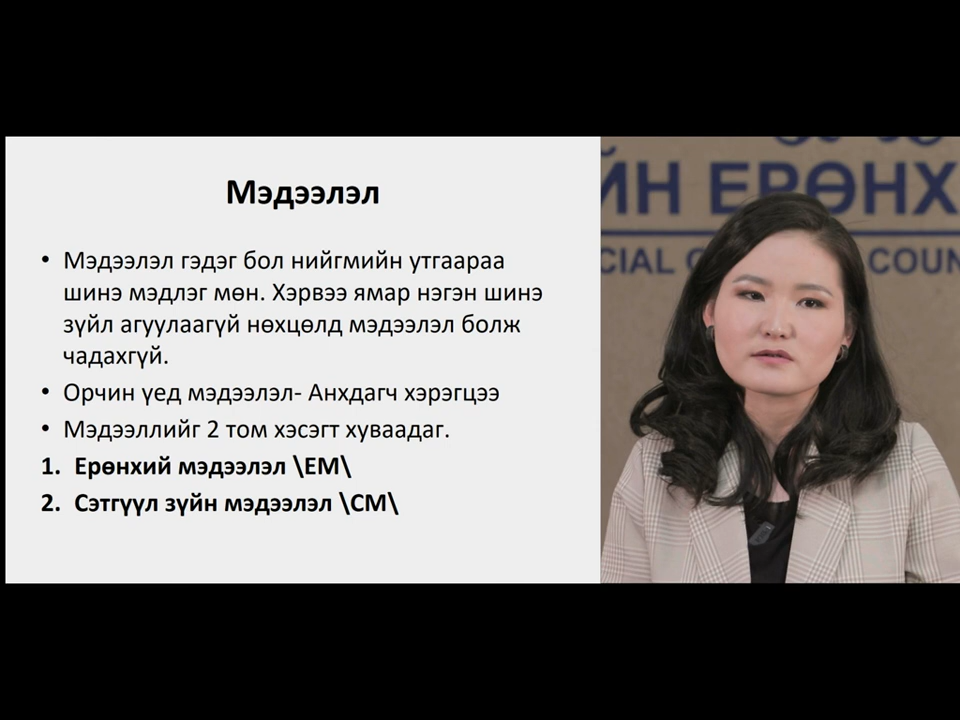 Мэдээлэл
• Мэдээлэл гэдэг бол нийгмийн утгаараа
шинэ мэдлэг мөн. Хэрвээ ямар нэгэн шинэ
зүйл агуулаагүй нөхцөлд мэдээлэл болж
чадахгүй.
• Орчин үед мэдээлэл- Анхдагч хэрэгцээ
• Мэдээллийг 2 том хэсэгт хуваадаг.
1. Ерөнхий мэдээлэл \ЕМ\
2. Сэтгүүл зүйн мэдээлэл \СМ\
ИЙН ЕРӨНХ
CIAL COUN